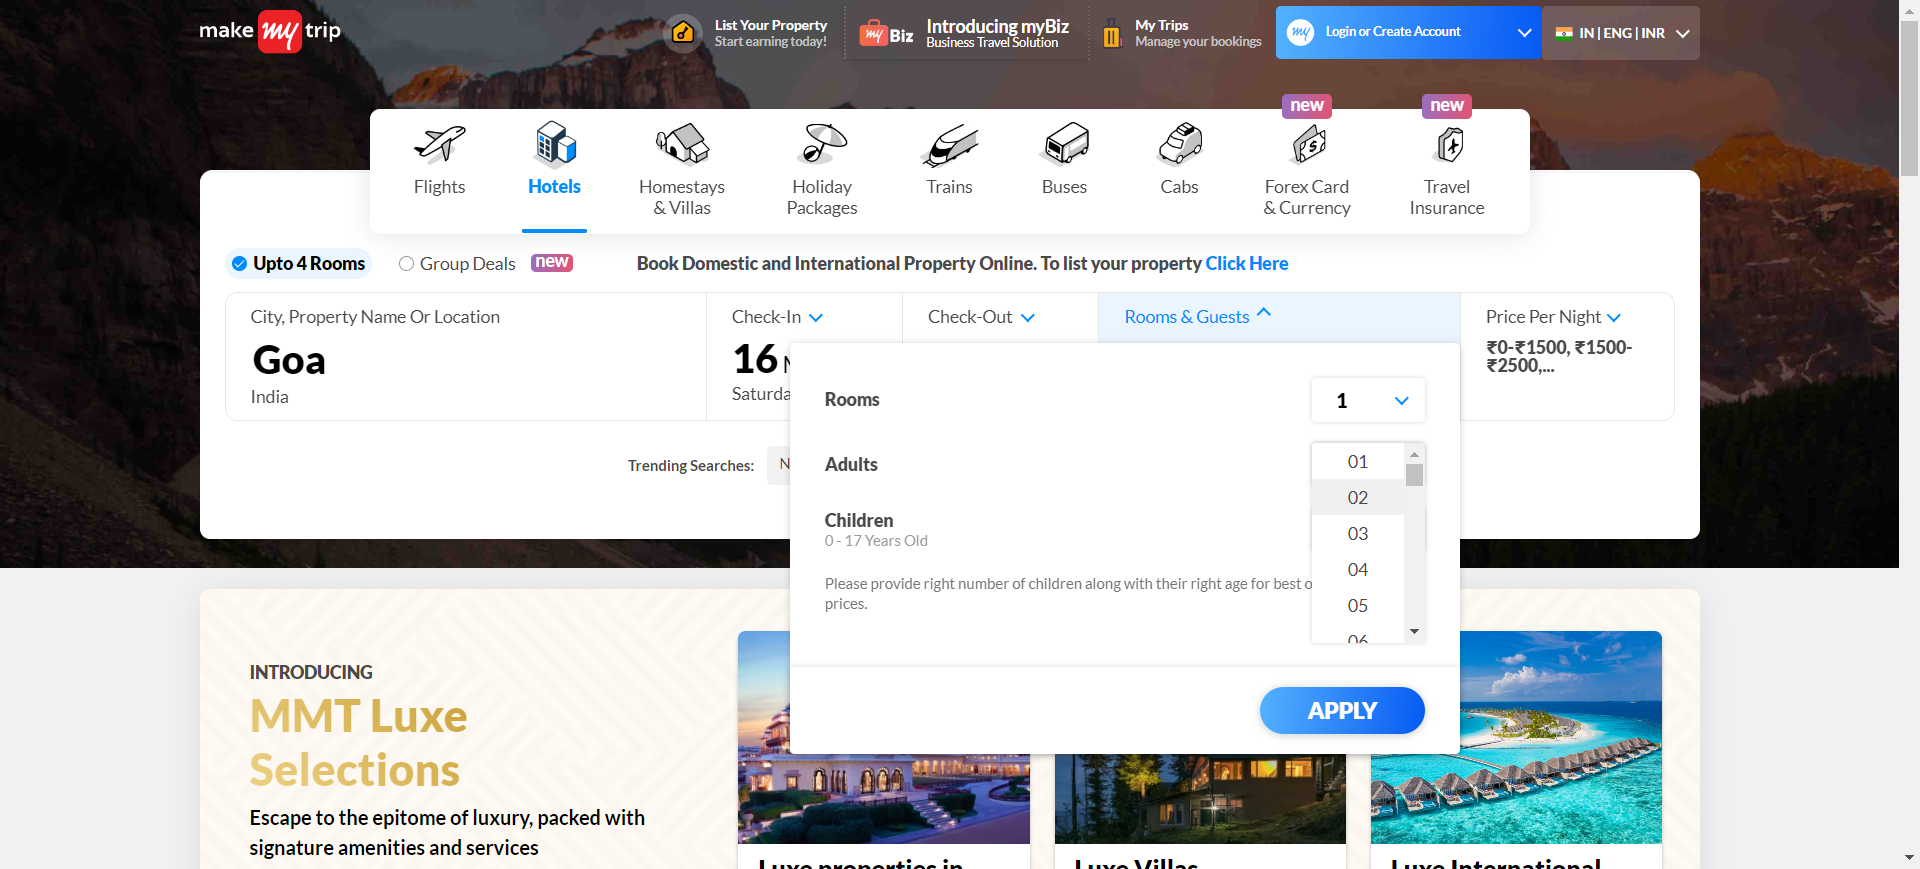 make my trip
List Your Property
Start earning today!
my Biz
Introducing myBiz
Business Travel Solution
My Trips
Manage your bookings
my
Login or Create Account
IN | ENG | INR
new
new
Flights
Hotels
Homestays
& Villas
Holiday
Packages
Trains
Buses
Cabs
Forex Card
& Currency
Travel
Insurance
Upto 4 Rooms
Group Deals
new
Book Domestic and International Property Online. To list your property Click Here
City, Property Name Or Location
Goa
India
Check-In
16
Check-Out
Rooms & Guests
Price Per Night
₹0-₹1500, ₹1500-
₹2500,...
Rooms
1
Trending Searches:
Adults
01
02
03
04
05
06
Children
0 - 17 Years Old
Please provide right number of children along with their right age for best
prices.
APPLY
INTRODUCING
MMT Luxe
Selections
Escape to the epitome of luxury, packed with
signature amenities and services
Luxe properties in
Luxe Villas
Luxe International